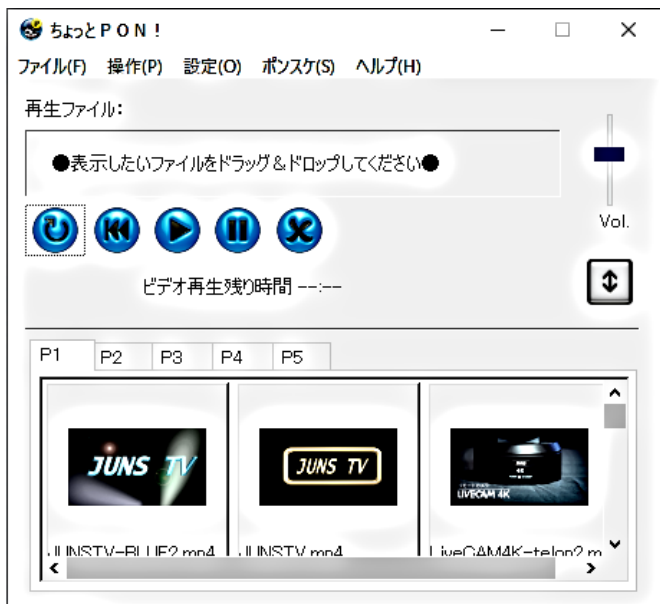 ちょっとPON!
ファイル(F) 操作(P) 設定(O) ポンスケ(S) ヘルプ(H)
再生ファイル:
●表示したいファイルをドラッグ&ドロップしてください●
Vol.
ビデオ再生残り時間 --:--
P1 P2 P3 P4 P5
JUNS TV
JUNS TV
4K
LIVECAM 4K
JUNSTV-BLUE2.mp4 JUNSTV.mp4 LiveCAM4K-telop2.m